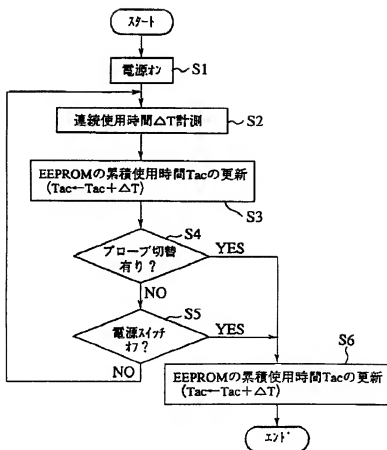 スタート
電源オン
S1
連続使用時間△T計測
S2
EEPROMの累積使用時間Tacの更新
(Tac←Tac+△T)
S3
S4
プローブ切替
有り?
YES
NO
S5
電源スイッチ
オフ?
YES
NO
S6
EEPROMの累積使用時間Tacの更新
(Tac←Tac+△T)
エンド